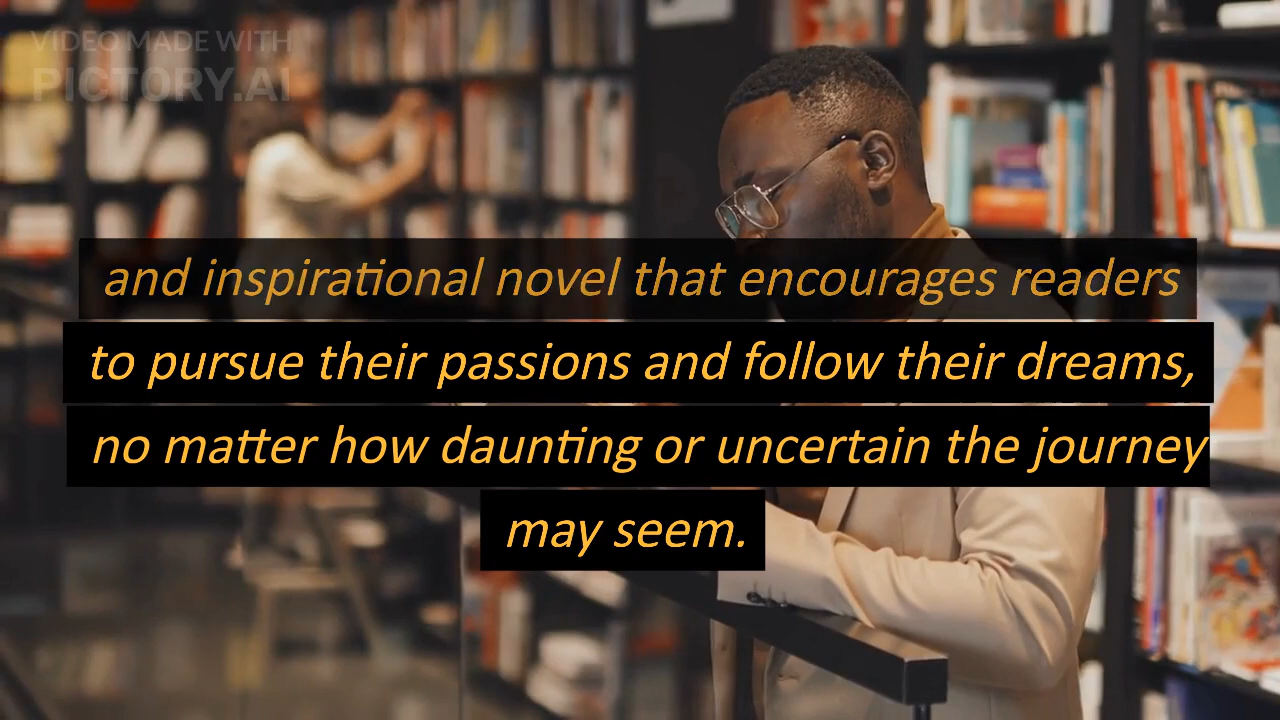 VIDEO MADE WITH
PICTORY.AI
and inspirational novel that encourages readers
to pursue their passions and follow their dreams,
no matter how daunting or uncertain the journey
may seem.